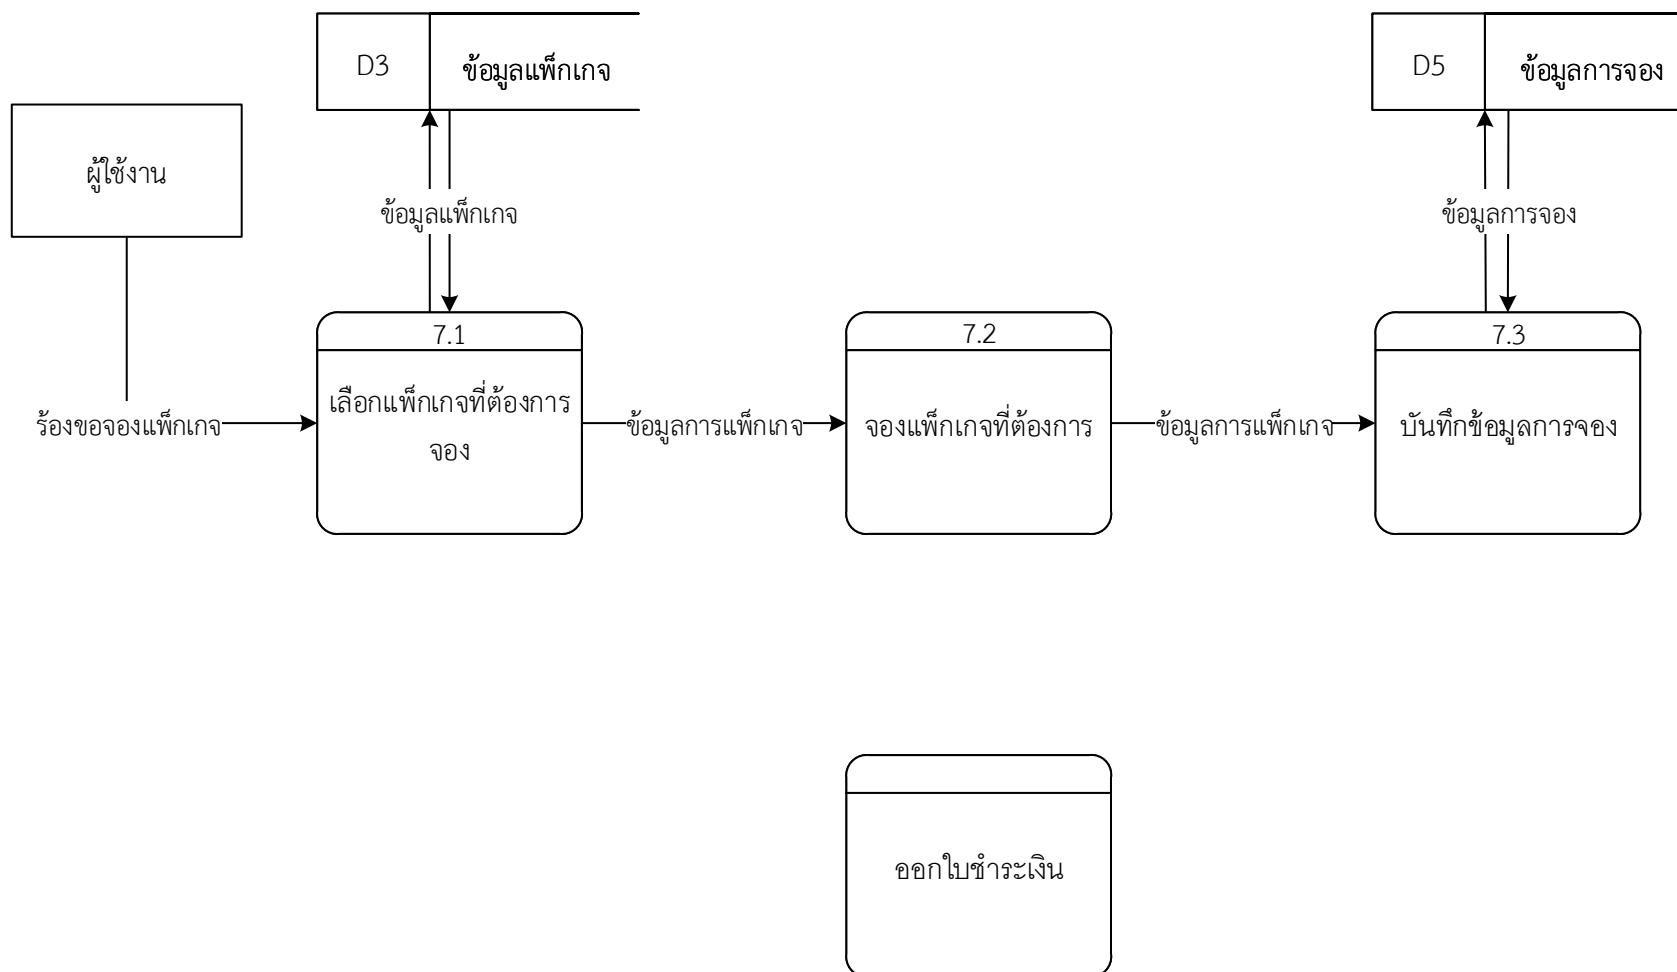 D3
ข้อมูลแพ็กเกจ
D5
ข้อมูลการจอง
ผู้ใช้งาน
ข้อมูลแพ็กเกจ
ข้อมูลการจอง
7.1
7.2
7.3
เลือกแพ็กเกจที่ต้องการ
จอง
ร้องขอจองแพ็กเกจ
ข้อมูลการแพ็กเกจ
จองแพ็กเกจที่ต้องการ
ข้อมูลการแพ็กเกจ
บันทึกข้อมูลการจอง
ออกใบชำระเงิน